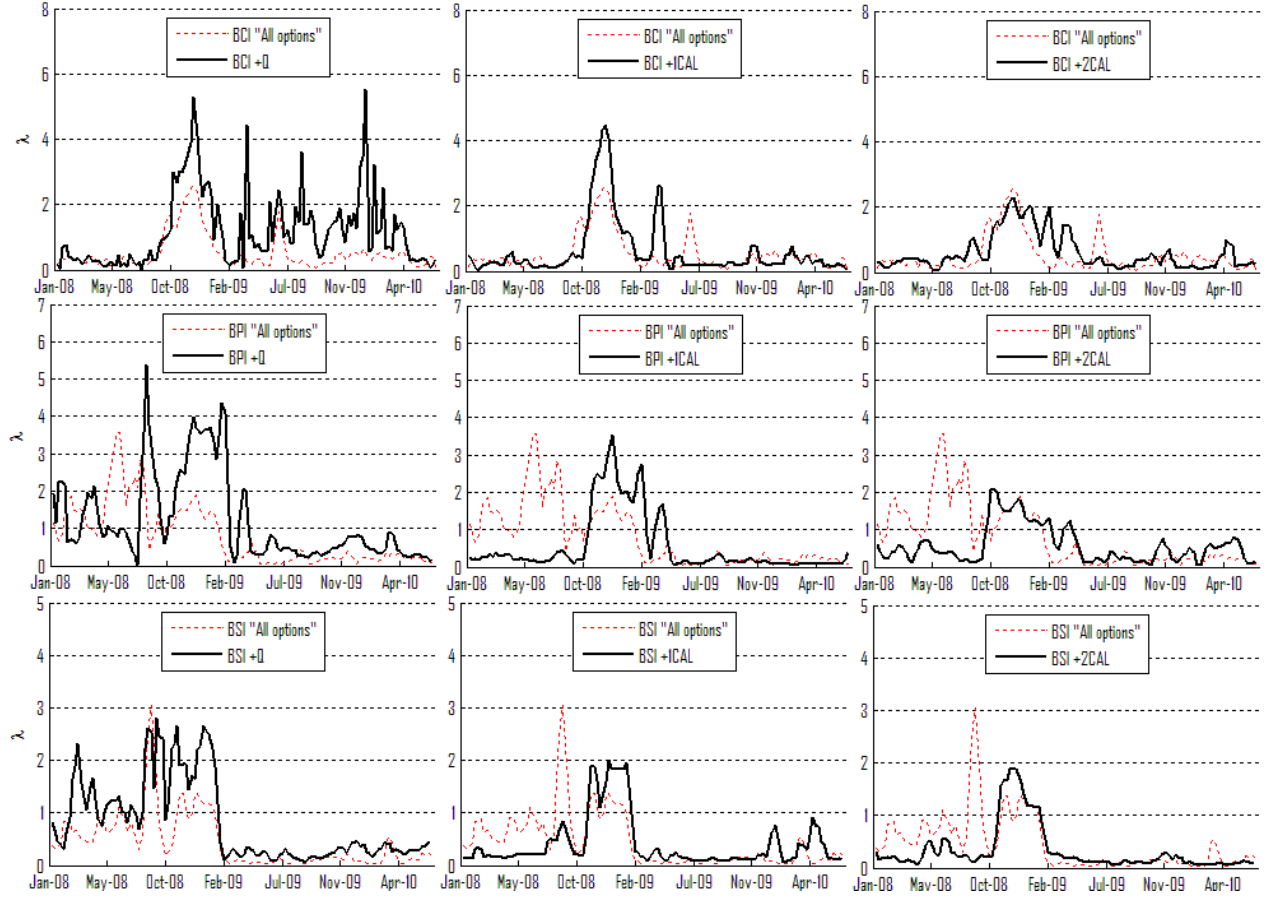 8
BCI "All options"
BCI +Q
6
λ
4
2
0
Jan-08 May-08 Oct-08 Feb-09 Jul-09 Nov-09 Apr-10
8
BCI "All options"
BCI +1CAL
6
4
2
0
Jan-08 May-08 Oct-08 Feb-09 Jul-09 Nov-09 Apr-10
8
BCI "All options"
BCI +2CAL
6
4
2
0
Jan-08 May-08 Oct-08 Feb-09 Jul-09 Nov-09 Apr-10
7
BPI "All options"
BPI +Q
6
5
4
λ
3
2
1
0
Jan-08 May-08 Oct-08 Feb-09 Jul-09 Nov-09 Apr-10
7
BPI "All options"
BPI +1CAL
6
5
4
3
2
1
0
Jan-08 May-08 Oct-08 Feb-09 Jul-09 Nov-09 Apr-10
7
BPI "All options"
BPI +2CAL
6
5
4
3
2
1
0
Jan-08 May-08 Oct-08 Feb-09 Jul-09 Nov-09 Apr-10
5
BSI "All options"
BSI +Q
4
3
λ
2
1
0
Jan-08 May-08 Oct-08 Feb-09 Jul-09 Nov-09 Apr-10
5
BSI "All options"
BSI +1CAL
4
3
2
1
0
Jan-08 May-08 Oct-08 Feb-09 Jul-09 Nov-09 Apr-10
5
BSI "All options"
BSI +2CAL
4
3
2
1
0
Jan-08 May-08 Oct-08 Feb-09 Jul-09 Nov-09 Apr-10